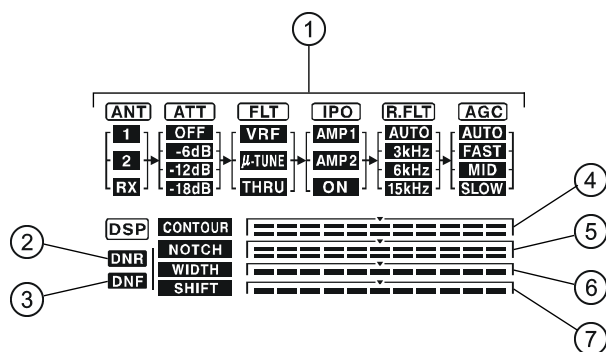 1
ANT ATT FLT IPO R.FLT AGC
1 OFF VRF AMP1 AUTO AUTO
-6dB 3kHz FAST
2 μ-TUNE AMP2
-12dB 6kHz MID
RX -18dB THRU ON 15kHz SLOW
4
DSP CONTOUR
5
2 DNR NOTCH
WIDTH
6
3 DNF SHIFT
7